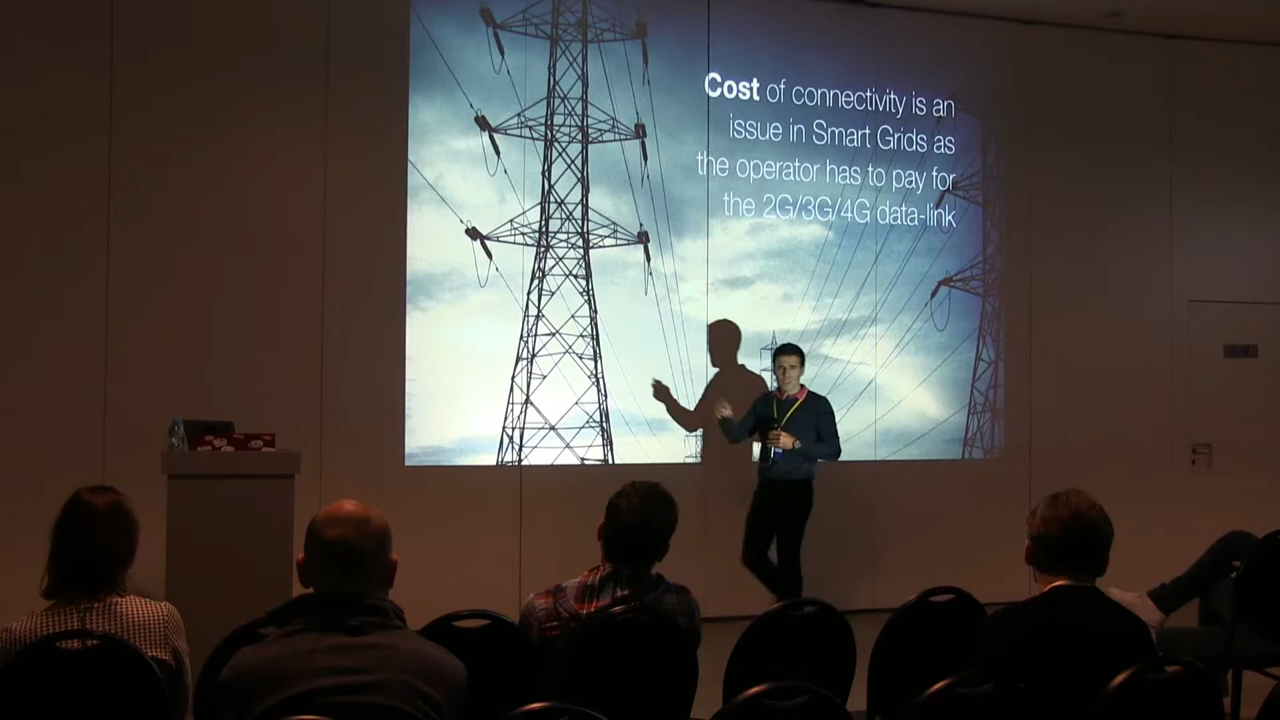 Cost of connectivity is an
issue in Smart Grids as
the operator has to pay for
the 2G/3G/4G data-link